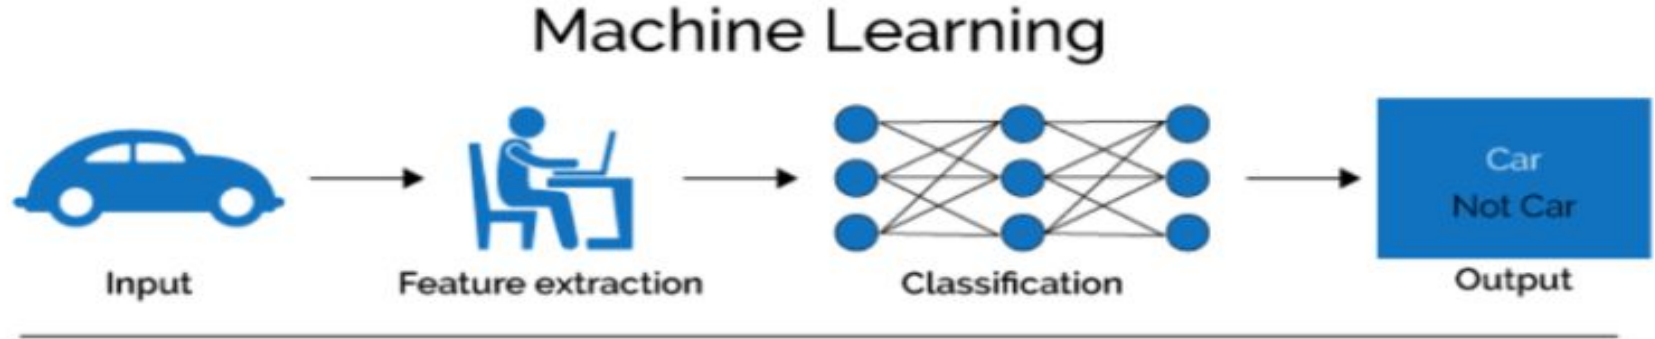 Machine Learning
Car
Not Car
Input
Feature extraction
Classification
Output